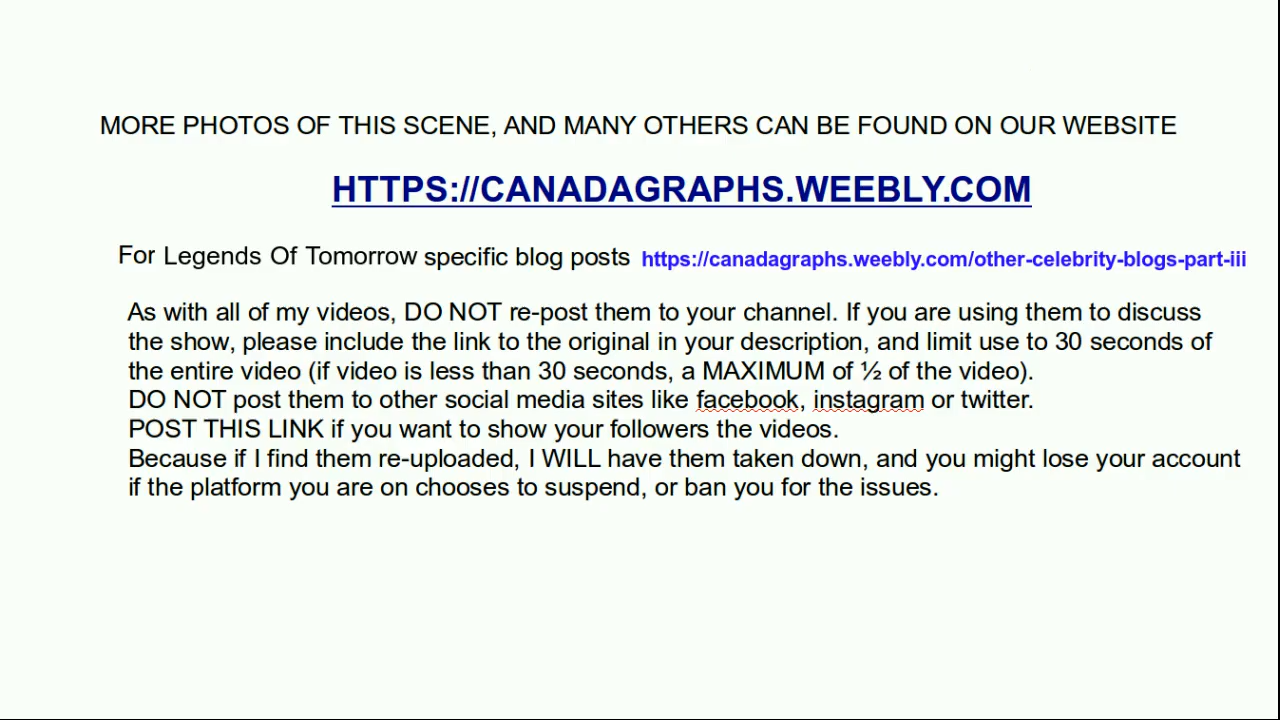 MORE PHOTOS OF THIS SCENE, AND MANY OTHERS CAN BE FOUND ON OUR WEBSITE
HTTPS://CANADAGRAPHS.WEEBLY.COM
For Legends Of Tomorrow specific blog posts https://canadagraphs.weebly.com/other-celebrity-blogs-part-iii
As with all of my videos, DO NOT re-post them to your channel. If you are using them to discuss
the show, please include the link to the original in your description, and limit use to 30 seconds of
the entire video (if video is less than 30 seconds, a MAXIMUM of ½ of the video).
DO NOT post them to other social media sites like facebook, instagram or twitter.
POST THIS LINK if you want to show your followers the videos.
Because if I find them re-uploaded, I WILL have them taken down, and you might lose your account
if the platform you are on chooses to suspend, or ban you for the issues.